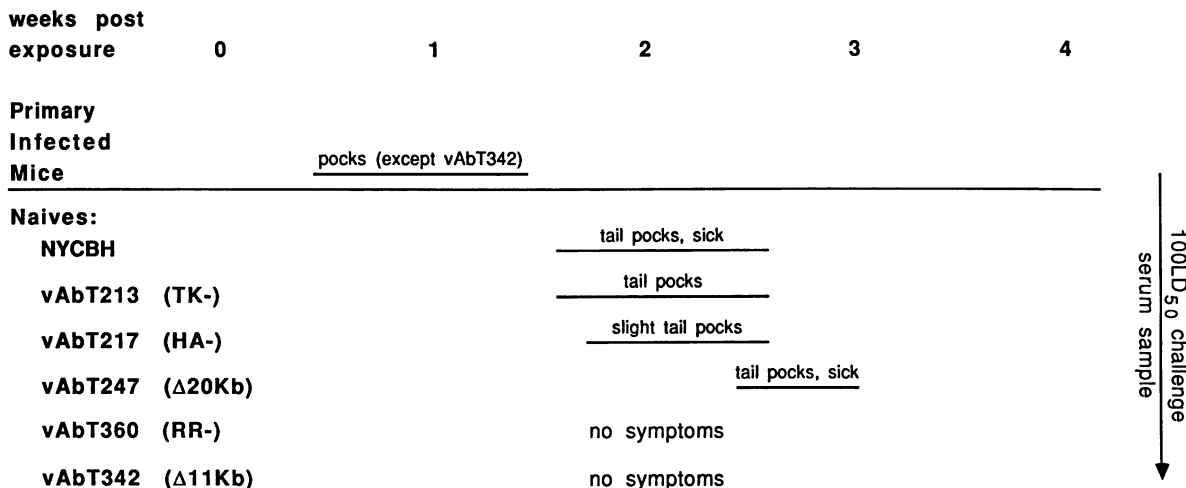 weeks post
exposure 0 1 2 3 4
Primary
Infected
Mice pocks (except vAbT342)
Naives:
NYCBH tail pocks, sick
vAbT213 (TK-) tail pocks
vAbT217 (HA-) slight tail pocks
vAbT247 (Δ20Kb) tail pocks, sick
vAbT360 (RR-) no symptoms
vAbT342 (Δ11Kb) no symptoms
100LD50 challenge
serum sample